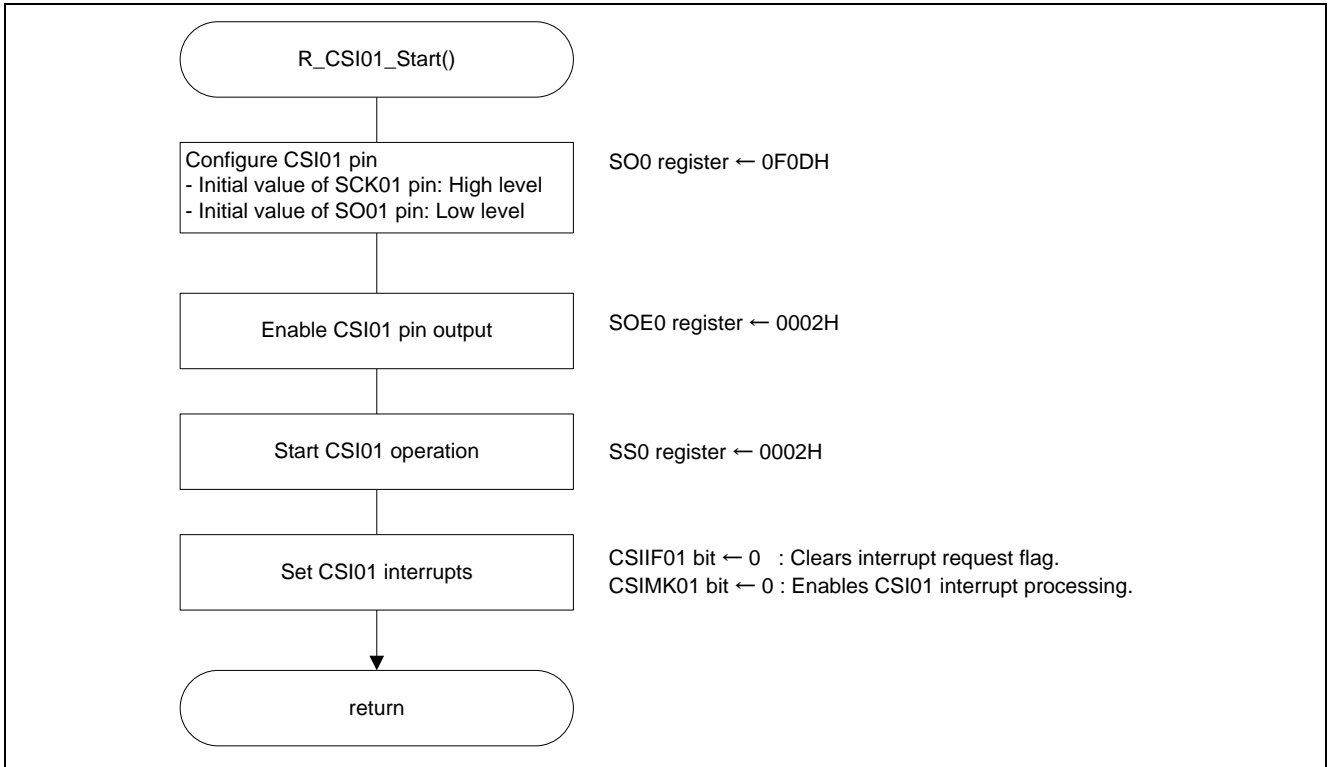 R_CSI01_Start()
Configure CSI01 pin
- Initial value of SCK01 pin: High level
- Initial value of SO01 pin: Low level
SO0 register ← 0F0DH
Enable CSI01 pin output
SOE0 register ← 0002H
Start CSI01 operation
SS0 register ← 0002H
Set CSI01 interrupts
CSIIF01 bit ← 0 : Clears interrupt request flag.
CSIMK01 bit ← 0 : Enables CSI01 interrupt processing.
return